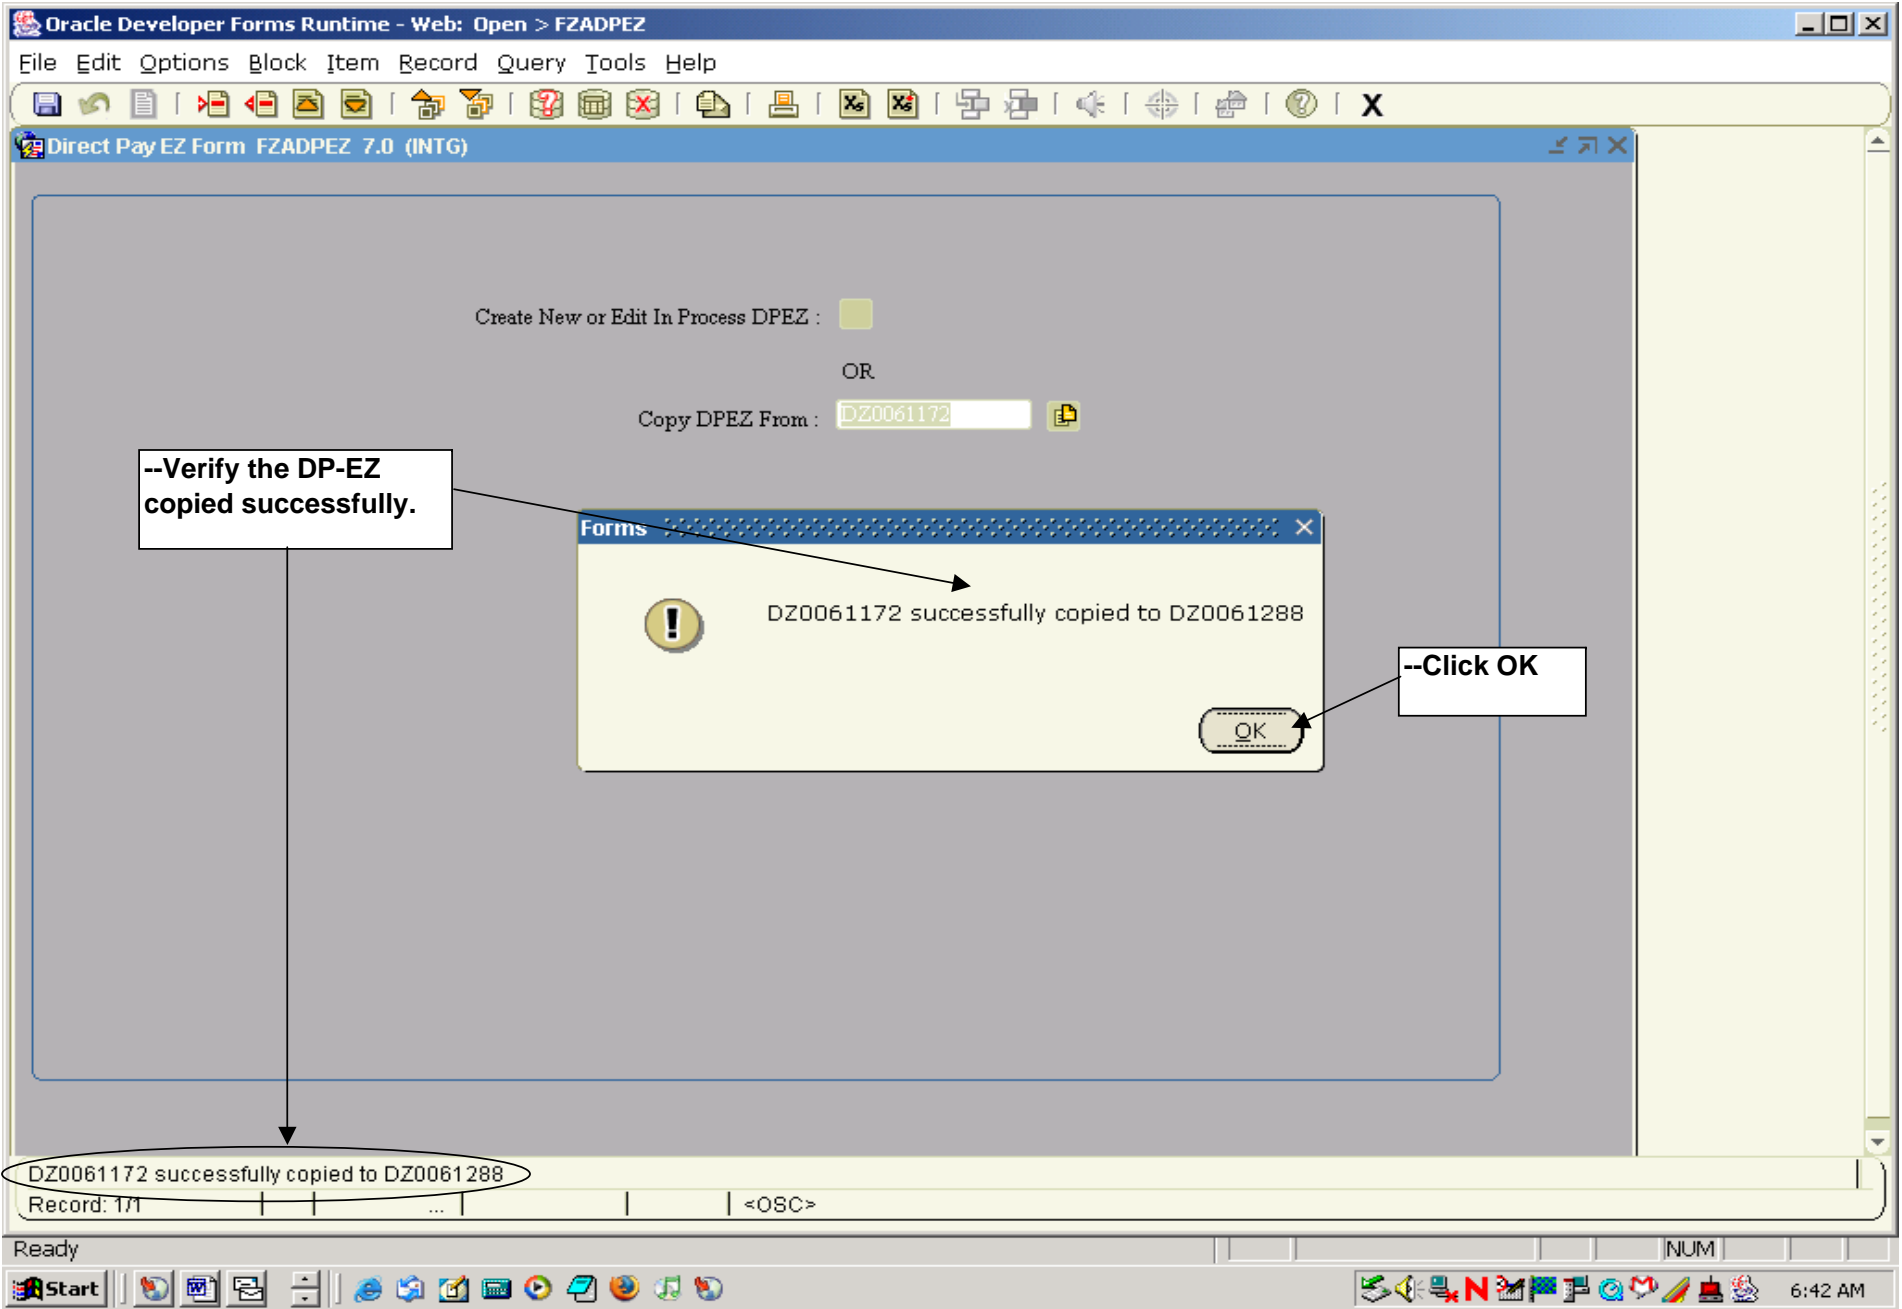 Oracle Developer Forms Runtime - Web: Open > FZADPEZ
File Edit Options Block Item Record Query Tools Help
X
Direct Pay EZ Form FZADPEZ 7.0 (INTG)
Create New or Edit In Process DPEZ :
OR
Copy DPEZ From : DZ0061172
--Verify the DP-EZ
copied successfully.
Forms
DZ0061172 successfully copied to DZ0061288
--Click OK
OK
DZ0061172 successfully copied to DZ0061288
Record: 1/1 ... <OSC>
Ready NUM
Start 6:42 AM